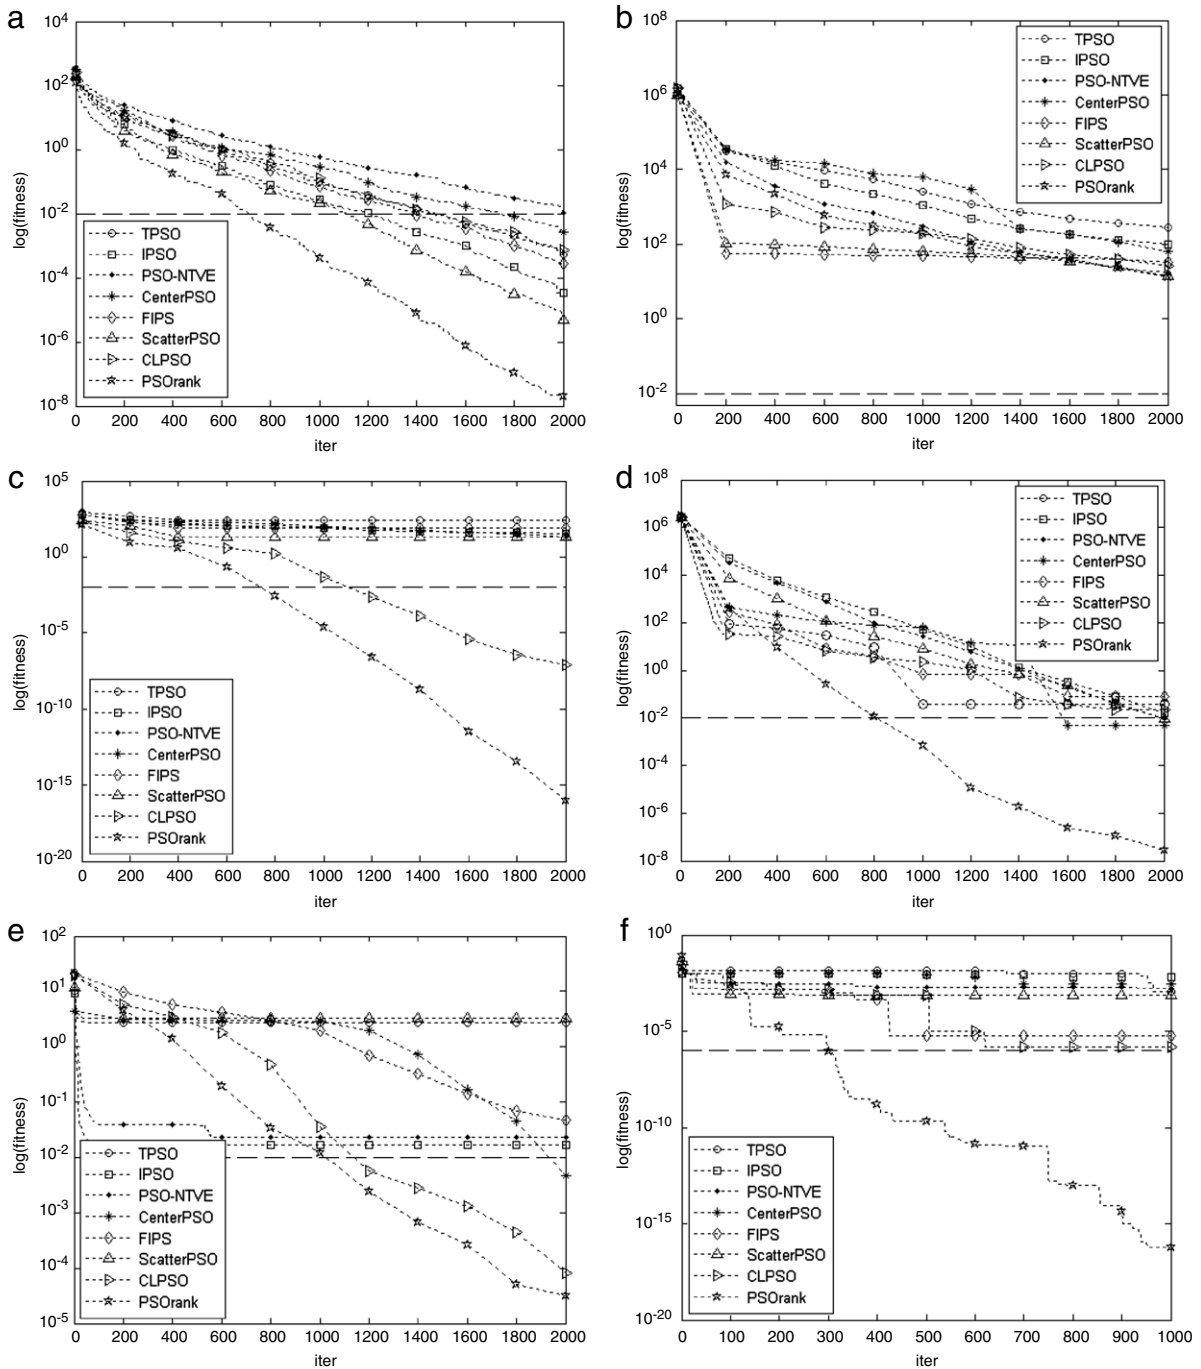 a
10^4
10^2
10^0
10^-2
10^-4
10^-6
10^-8
log(fitness)
TPSO
IPSO
PSO-NTVE
CenterPSO
FIPS
ScatterPSO
CLPSO
PSOrank
0 200 400 600 800 1000 1200 1400 1600 1800 2000
iter
b
10^8
10^6
10^4
10^2
10^0
10^-2
log(fitness)
TPSO
IPSO
PSO-NTVE
CenterPSO
FIPS
ScatterPSO
CLPSO
PSOrank
0 200 400 600 800 1000 1200 1400 1600 1800 2000
iter
c
10^5
10^0
10^-5
10^-10
10^-15
10^-20
log(fitness)
TPSO
IPSO
PSO-NTVE
CenterPSO
FIPS
ScatterPSO
CLPSO
PSOrank
0 200 400 600 800 1000 1200 1400 1600 1800 2000
iter
d
10^8
10^6
10^4
10^2
10^0
10^-2
10^-4
10^-6
10^-8
log(fitness)
TPSO
IPSO
PSO-NTVE
CenterPSO
FIPS
ScatterPSO
CLPSO
PSOrank
0 200 400 600 800 1000 1200 1400 1600 1800 2000
iter
e
10^2
10^1
10^0
10^-1
10^-2
10^-3
10^-4
10^-5
log(fitness)
TPSO
IPSO
PSO-NTVE
CenterPSO
FIPS
ScatterPSO
CLPSO
PSOrank
0 200 400 600 800 1000 1200 1400 1600 1800 2000
iter
f
10^0
10^-5
10^-10
10^-15
10^-20
log(fitness)
TPSO
IPSO
PSO-NTVE
CenterPSO
FIPS
ScatterPSO
CLPSO
PSOrank
0 100 200 300 400 500 600 700 800 900 1000
iter